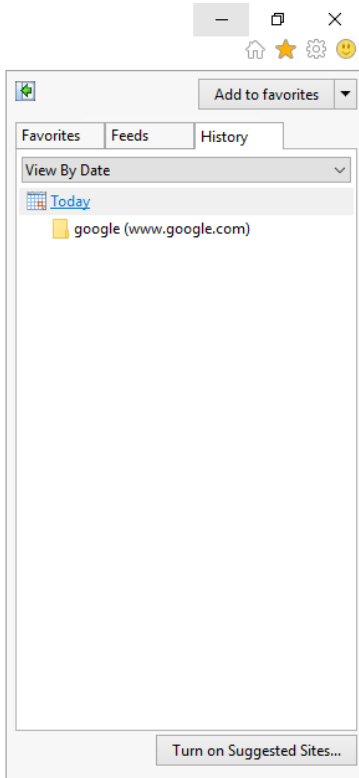 Add to favorites
Favorites Feeds History
View By Date
Today
google (www.google.com)
Turn on Suggested Sites...